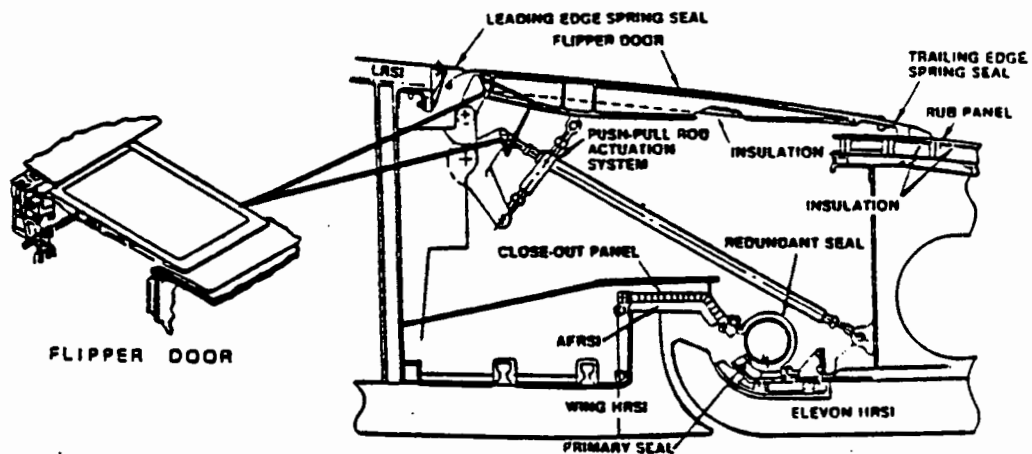 LEADING EDGE SPRING SEAL
FLIPPER DOOR
TRAILING EDGE
SPRING SEAL
LRSI
RUB PANEL
PUSH-PULL ROD
ACTUATION
SYSTEM
INSULATION
INSULATION
REDUNDANT SEAL
CLOSE-OUT PANEL
AFRSI
FLIPPER DOOR
WING HRSI
ELEVON HRSI
PRIMARY SEAL